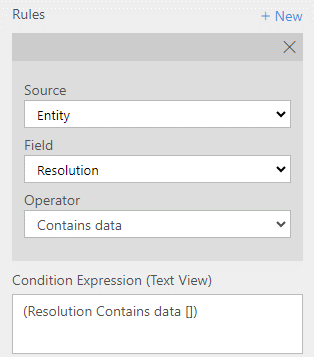 Rules + New
Source
Entity
Field
Resolution
Operator
Contains data
Condition Expression (Text View)
(Resolution Contains data [])